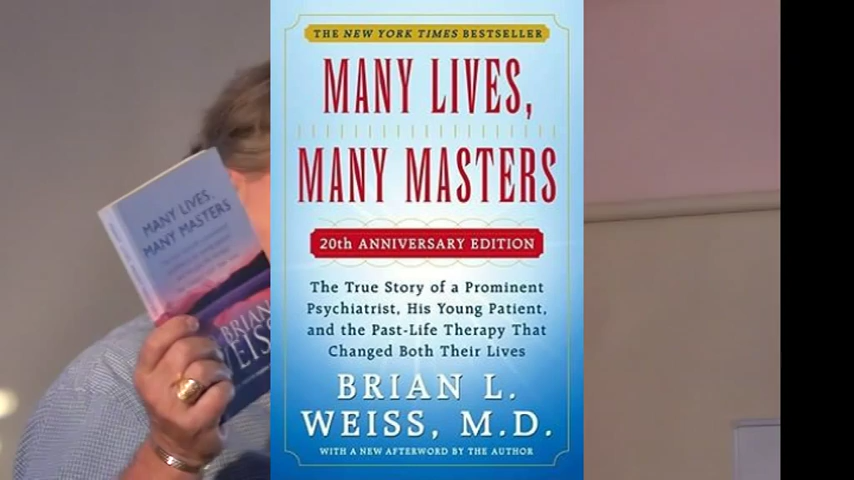 MANY LIVES,
MANY MASTERS
BRIAN
WEISS
THE NEW YORK TIMES BESTSELLER
MANY LIVES,
MANY MASTERS
20th ANNIVERSARY EDITION
The True Story of a Prominent
Psychiatrist, His Young Patient,
and the Past-Life Therapy That
Changed Both Their Lives
BRIAN L.
WEISS, M.D.
WITH A NEW AFTERWORD BY THE AUTHOR